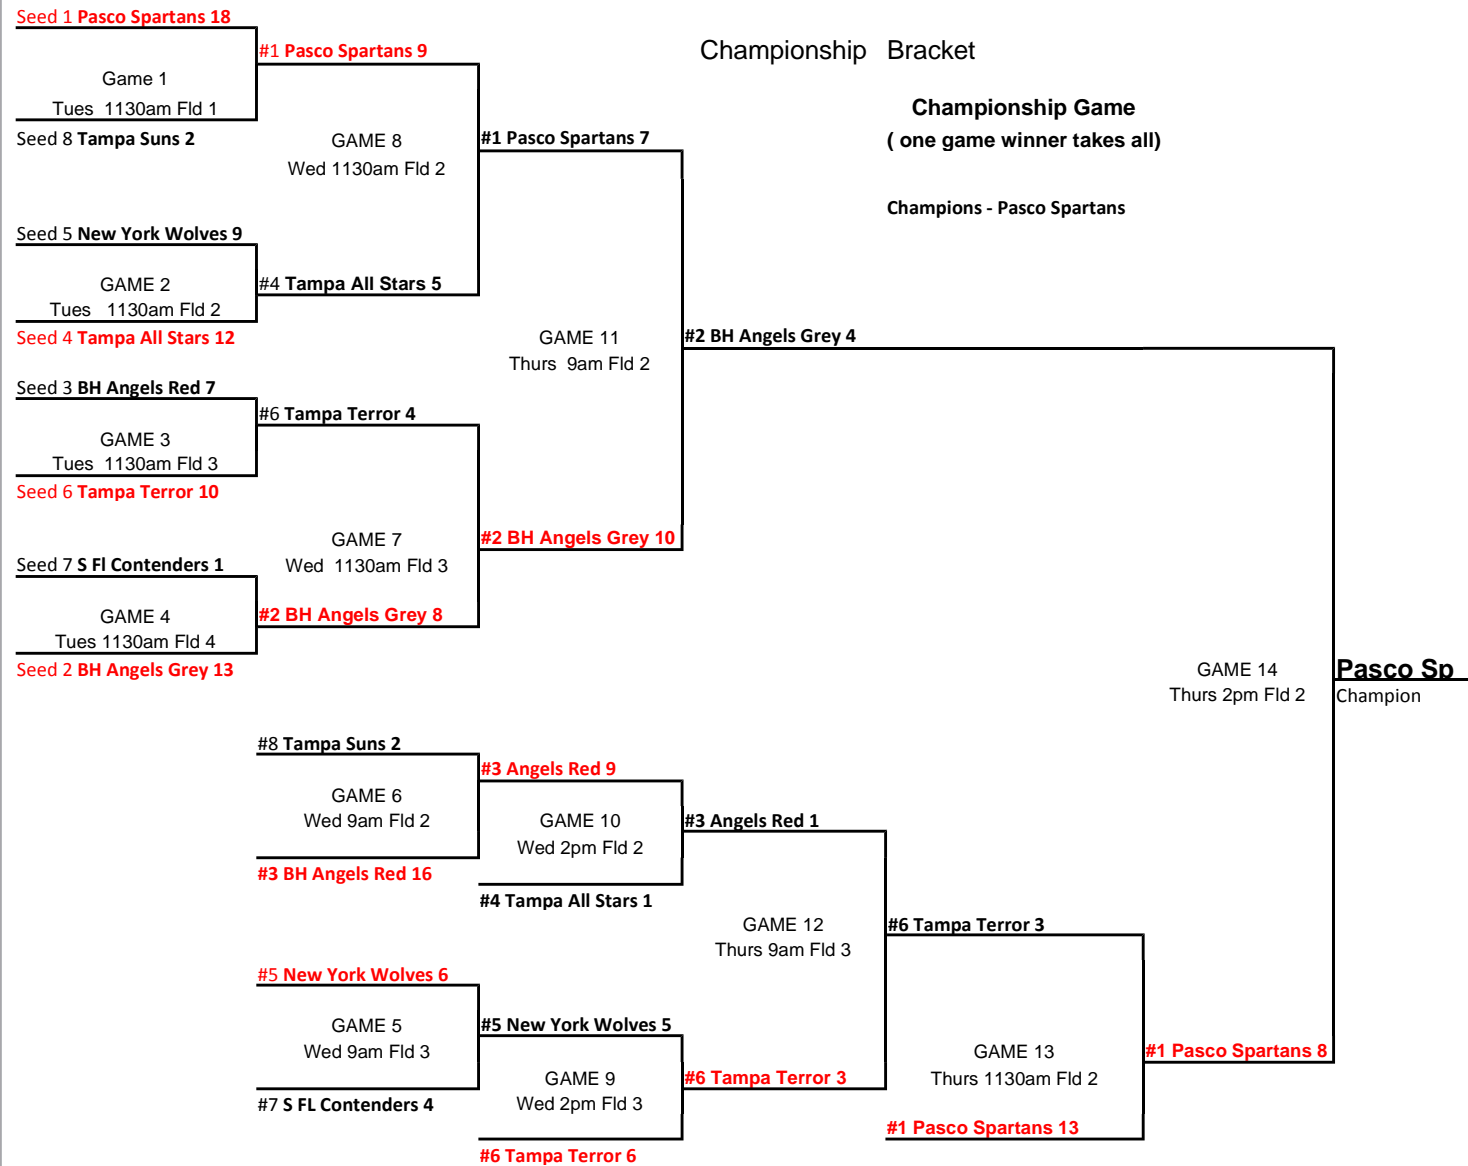 Seed 1 Pasco Spartans 18
#1 Pasco Spartans 9
Championship Bracket
Game 1
Tues 1130am Fld 1
Seed 8 Tampa Suns 2
Championship Game
( one game winner takes all)
GAME 8
Wed 1130am Fld 2
#1 Pasco Spartans 7
Champions - Pasco Spartans
Seed 5 New York Wolves 9
GAME 2
Tues 1130am Fld 2
#4 Tampa All Stars 5
Seed 4 Tampa All Stars 12
GAME 11
Thurs 9am Fld 2
#2 BH Angels Grey 4
Seed 3 BH Angels Red 7
#6 Tampa Terror 4
GAME 3
Tues 1130am Fld 3
Seed 6 Tampa Terror 10
GAME 7
Wed 1130am Fld 3
#2 BH Angels Grey 10
Seed 7 S Fl Contenders 1
GAME 4
Tues 1130am Fld 4
#2 BH Angels Grey 8
Seed 2 BH Angels Grey 13
GAME 14
Thurs 2pm Fld 2
Pasco Sp
Champion
#8 Tampa Suns 2
#3 Angels Red 9
GAME 6
Wed 9am Fld 2
GAME 10
Wed 2pm Fld 2
#3 Angels Red 1
#3 BH Angels Red 16
#4 Tampa All Stars 1
GAME 12
Thurs 9am Fld 3
#6 Tampa Terror 3
#5 New York Wolves 6
GAME 5
Wed 9am Fld 3
#5 New York Wolves 5
#7 S FL Contenders 4
GAME 9
Wed 2pm Fld 3
#6 Tampa Terror 3
GAME 13
Thurs 1130am Fld 2
#1 Pasco Spartans 8
#1 Pasco Spartans 13
#6 Tampa Terror 6